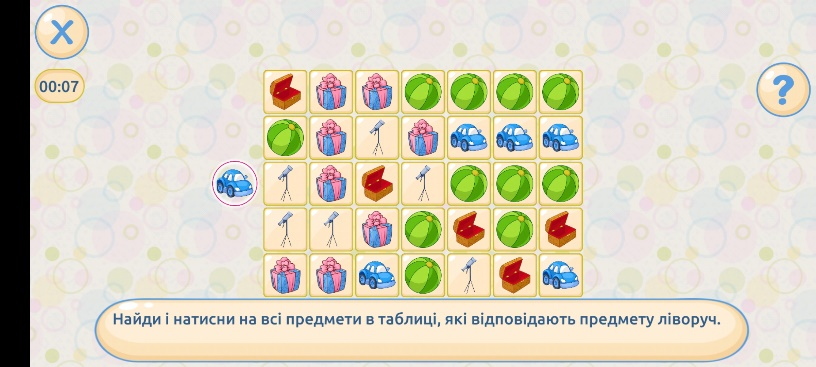 X
00:07
?
Найди і натисни на всі предмети в таблиці, які відповідають предмету ліворуч.